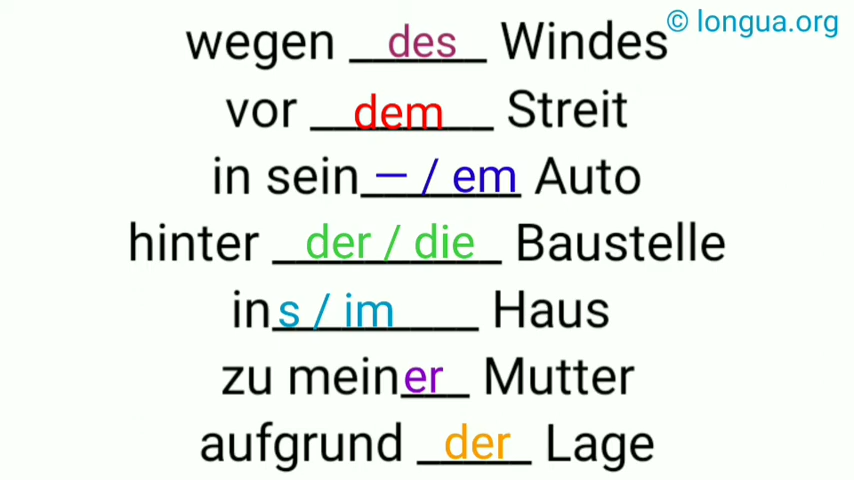 © longua.org
wegen des Windes
vor dem Streit
in sein – / em Auto
hinter der / die Baustelle
ins / im Haus
zu meiner Mutter
aufgrund der Lage